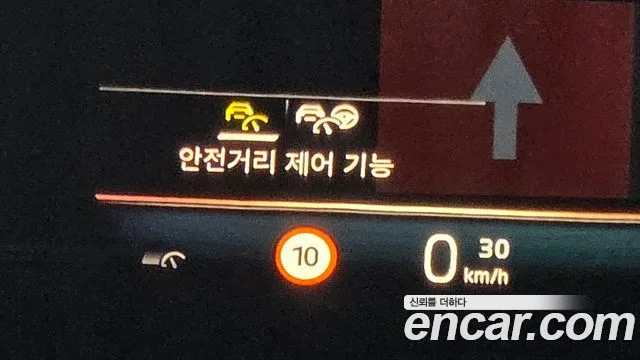 안전거리 제어 기능
10
0 30
km/h
신뢰를 더하다
encar.com